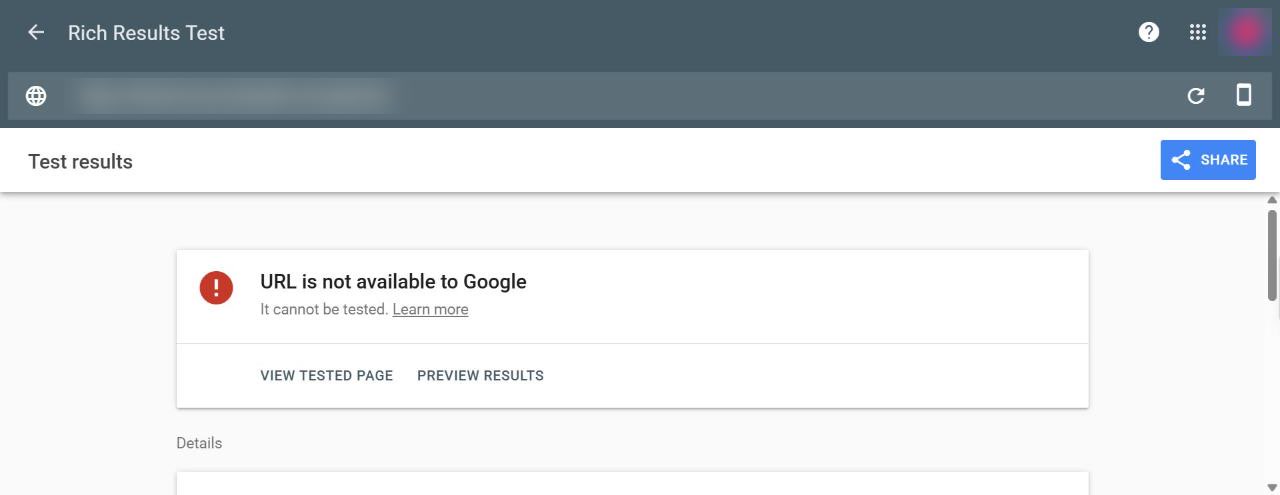 Rich Results Test
Test results
SHARE
URL is not available to Google
It cannot be tested. Learn more
VIEW TESTED PAGE PREVIEW RESULTS
Details